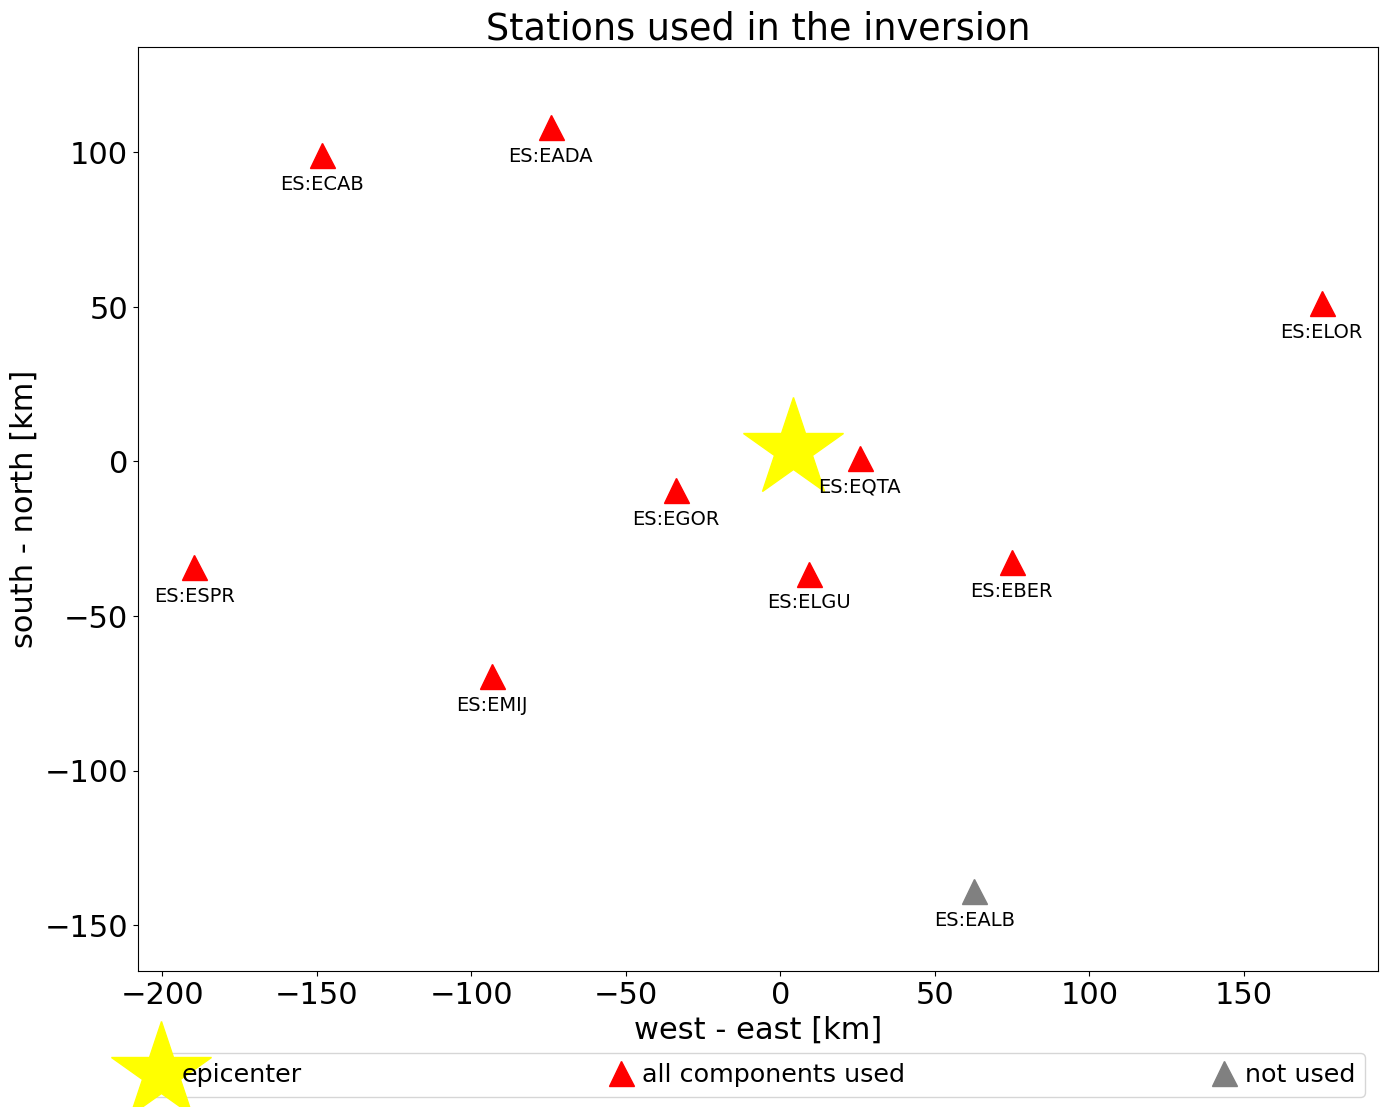 Stations used in the inversion
100
50
0
−50
−100
−150
south - north [km]
ES:ECAB
ES:EADA
ES:ELOR
ES:EQTA
ES:EGOR
ES:ESPR
ES:ELGU
ES:EBER
ES:EMIJ
ES:EALB
−200 −150 −100 −50 0 50 100 150
west - east [km]
epicenter all components used not used